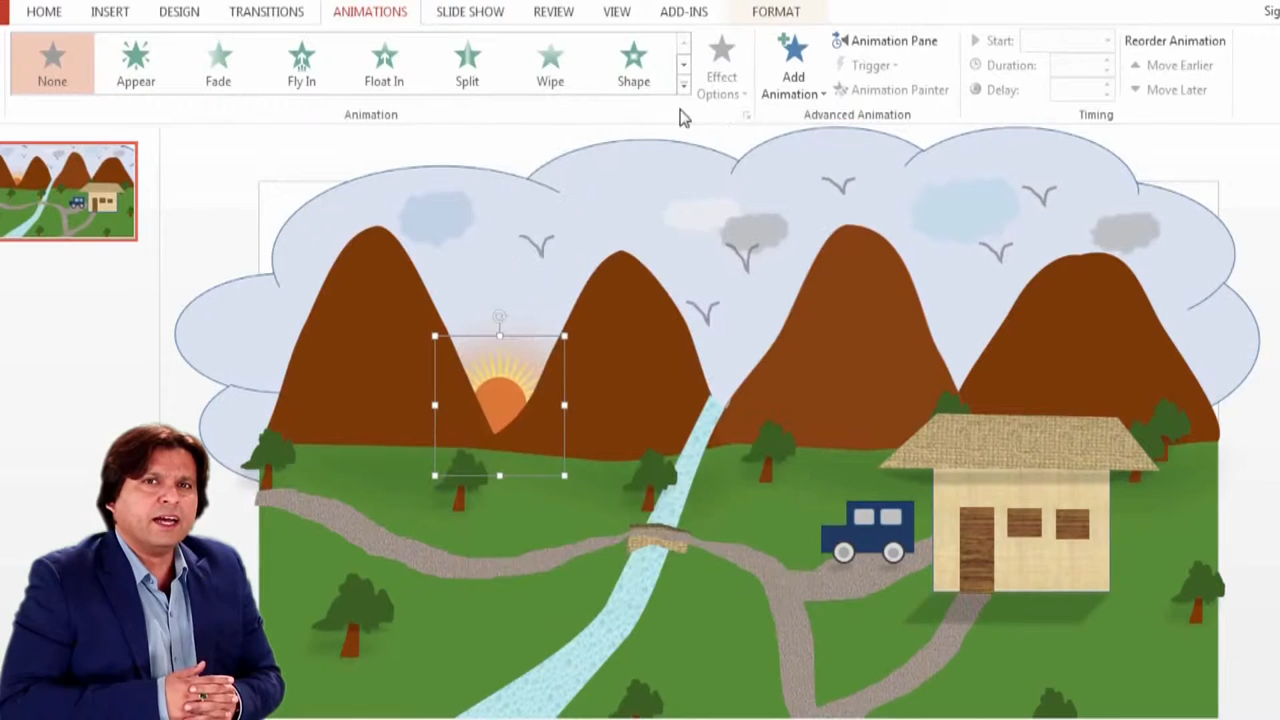 HOME INSERT DESIGN TRANSITIONS ANIMATIONS SLIDE SHOW REVIEW VIEW ADD-INS FORMAT Sig
None Appear Fade Fly In Float In Split Wipe Shape
Effect
Options
Add
Animation
Animation Pane
Trigger
Animation Painter
Start:
Duration:
Delay:
Reorder Animation
Move Earlier
Move Later
Animation Advanced Animation Timing